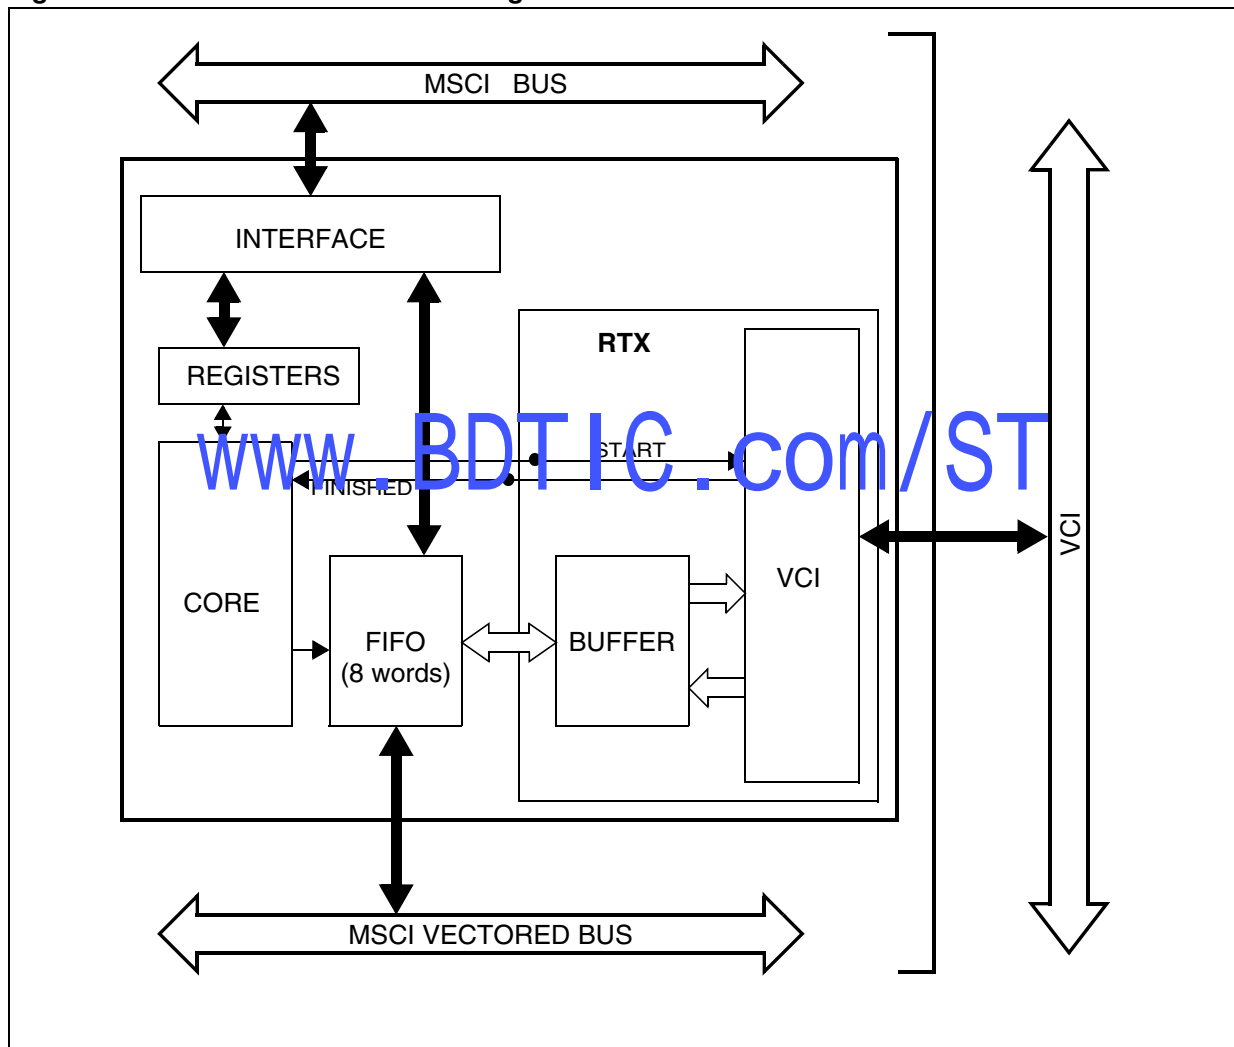 MSCI BUS
INTERFACE
RTX
REGISTERS
www.BDTIC.com/ST
START
FINISHED
VCI
VCI
CORE
FIFO
(8 words)
BUFFER
MSCI VECTORED BUS